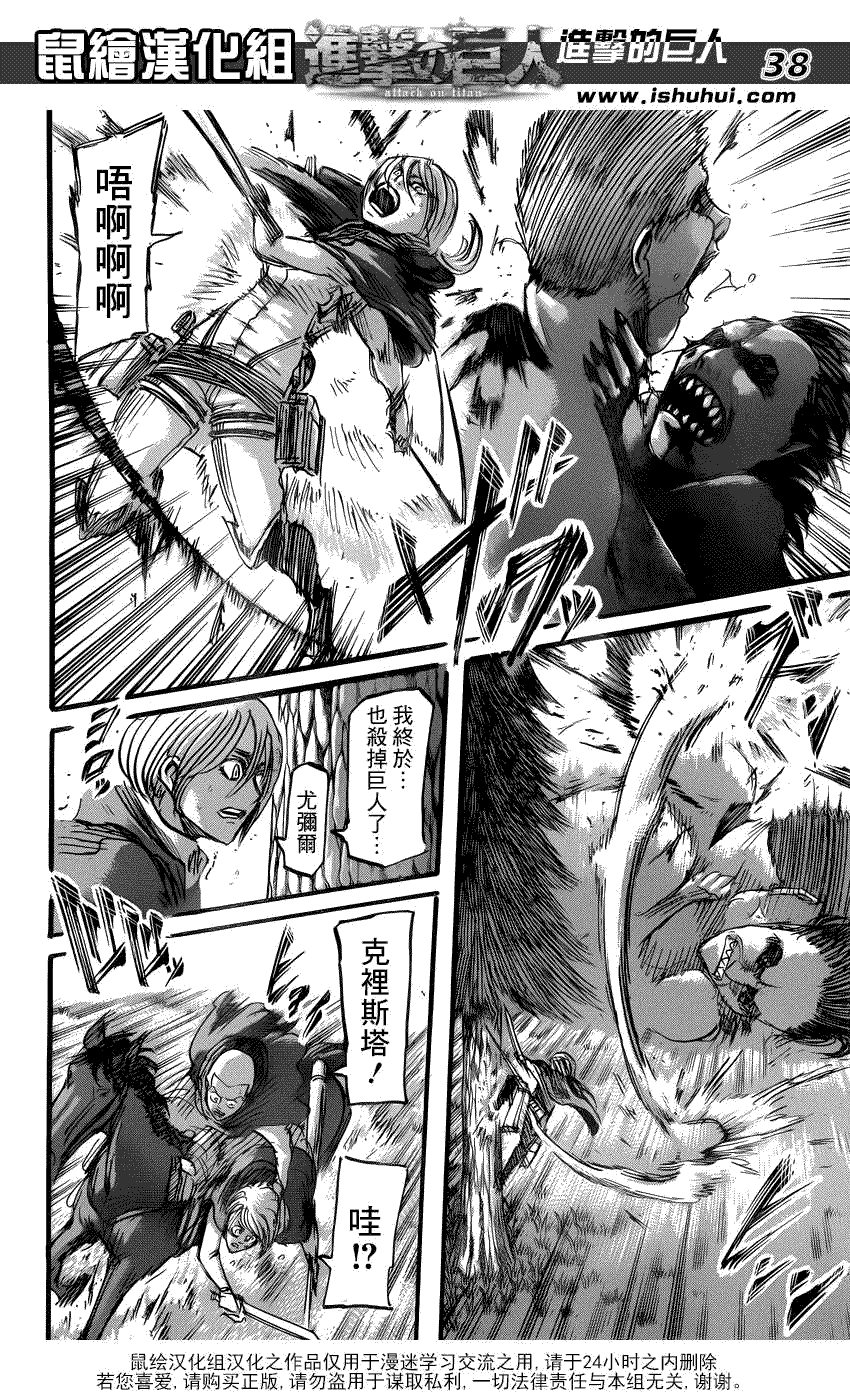 鼠繪漢化組
進撃の巨人
attack on titan
進擊的巨人
38
www.ishuhui.com
唔啊啊啊
我終於…
也殺掉巨人了…
尤彌爾
克裡斯塔！
哇!?
鼠绘汉化组汉化之作品仅用于漫迷学习交流之用,请于24小时之内删除
若您喜爱,请购买正版,请勿盗用于谋取私利,一切法律责任与本组无关,谢谢。